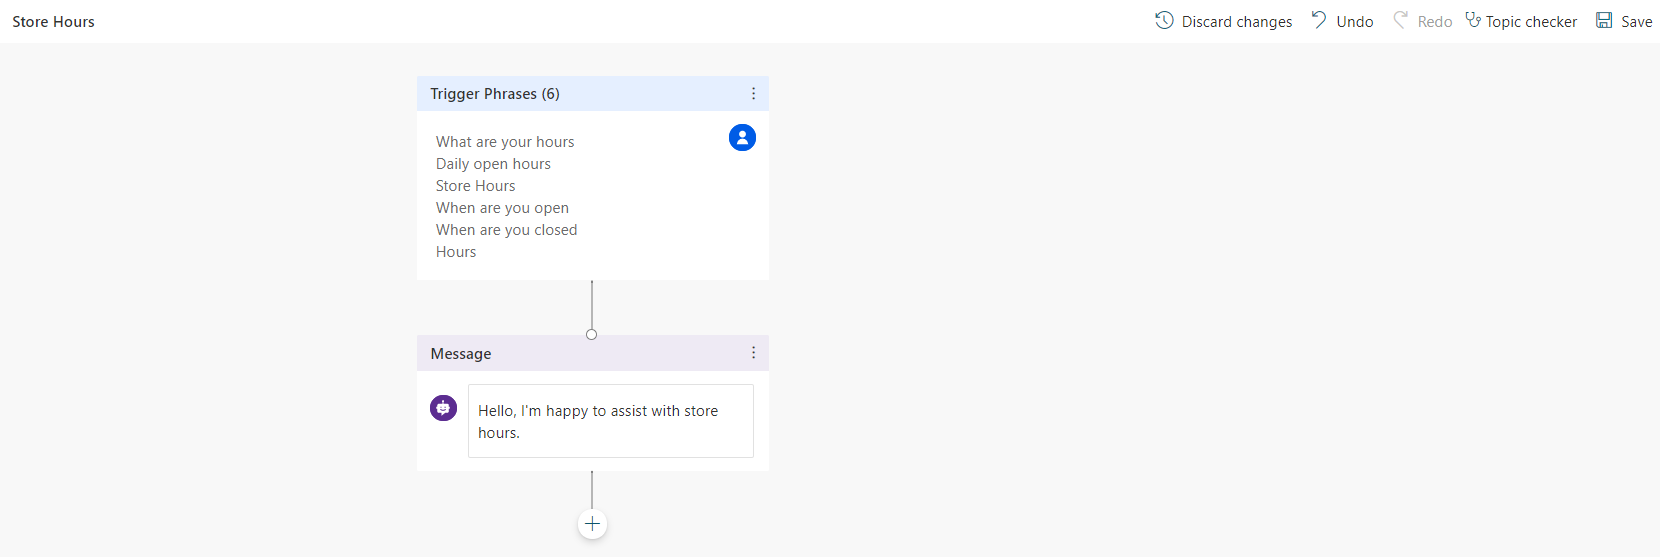 Store Hours
Discard changes
Undo
Redo
Topic checker
Save
Trigger Phrases (6)
What are your hours
Daily open hours
Store Hours
When are you open
When are you closed
Hours
Message
Hello, I'm happy to assist with store
hours.